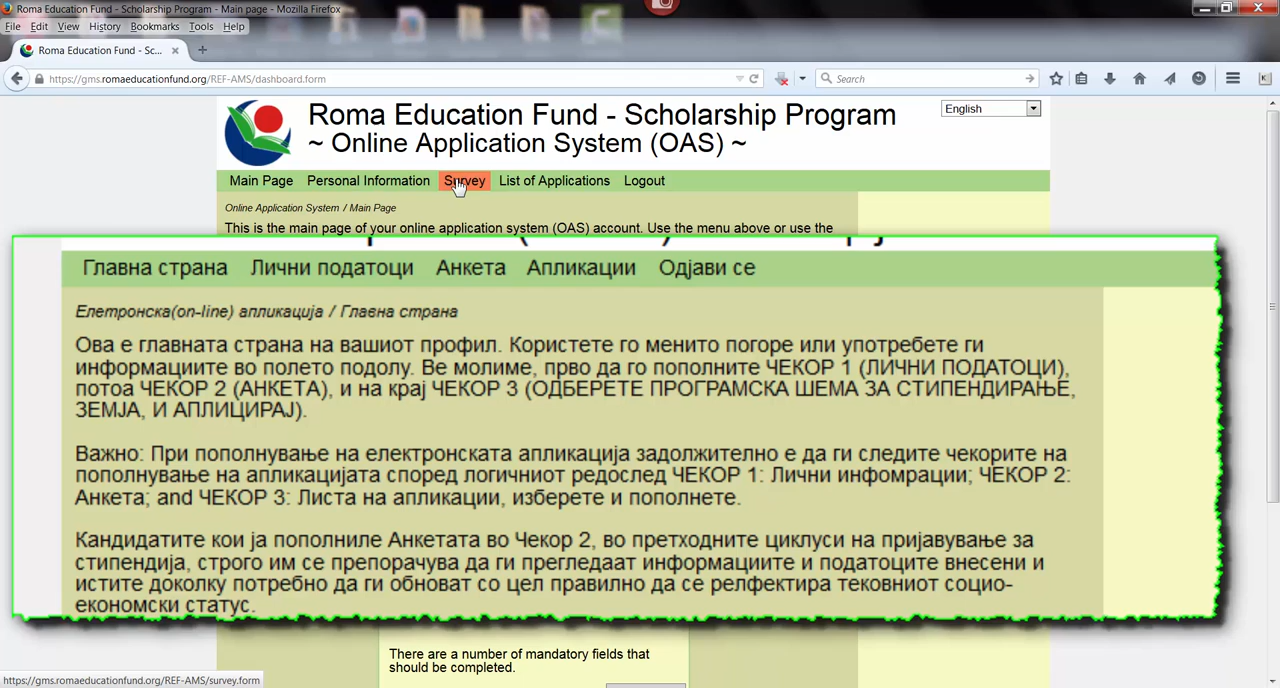 Roma Education Fund - Scholarship Program - Main page - Mozilla Firefox
File Edit View History Bookmarks Tools Help
Roma Education Fund - Sc...
https://gms.romaeducationfund.org/REF-AMS/dashboard.form
Search
Roma Education Fund - Scholarship Program
English
~ Online Application System (OAS) ~
Main Page Personal Information Survey List of Applications Logout
Online Application System / Main Page
This is the main page of your online application system (OAS) account. Use the menu above or use the
Главна страна Лични податоци Анкета Апликации Одјави се
Елетронска(on-line) апликација / Главна страна
Ова е главната страна на вашиот профил. Користете го менито погоре или употребете ги
информациите во полето подолу. Ве молиме, прво да го пополните ЧЕКОР 1 (ЛИЧНИ ПОДАТОЦИ),
потоа ЧЕКОР 2 (АНКЕТА), и на крај ЧЕКОР 3 (ОДБЕРЕТЕ ПРОГРАМСКА ШЕМА ЗА СТИПЕНДИРАЊЕ,
ЗЕМЈА, И АПЛИЦИРАЈ).
Важно: При пополнување на електронската апликација задолжително е да ги следите чекорите на
пополнување на апликацијата според логичниот редослед ЧЕКОР 1: Лични инфомрации; ЧЕКОР 2:
Анкета; and ЧЕКОР 3: Листа на апликации, изберете и пополнете.
Кандидатите кои ја пополниле Анкетата во Чекор 2, во претходните циклуси на пријавување за
стипендија, строго им се препорачува да ги прегледаат информациите и податоците внесени и
истите доколку потребно да ги обноват со цел правилно да се релфектира тековниот социо-
економски статус.
There are a number of mandatory fields that
should be completed.
https://gms.romaeducationfund.org/REF-AMS/survey.form